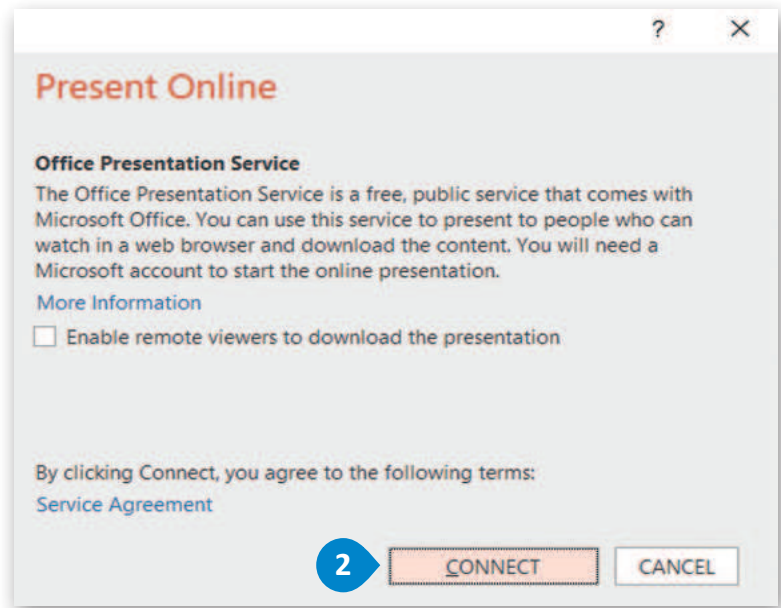 ?
Present Online
Office Presentation Service
The Office Presentation Service is a free, public service that comes with
Microsoft Office. You can use this service to present to people who can
watch in a web browser and download the content. You will need a
Microsoft account to start the online presentation.
More Information
Enable remote viewers to download the presentation
By clicking Connect, you agree to the following terms:
Service Agreement
2 CONNECT CANCEL